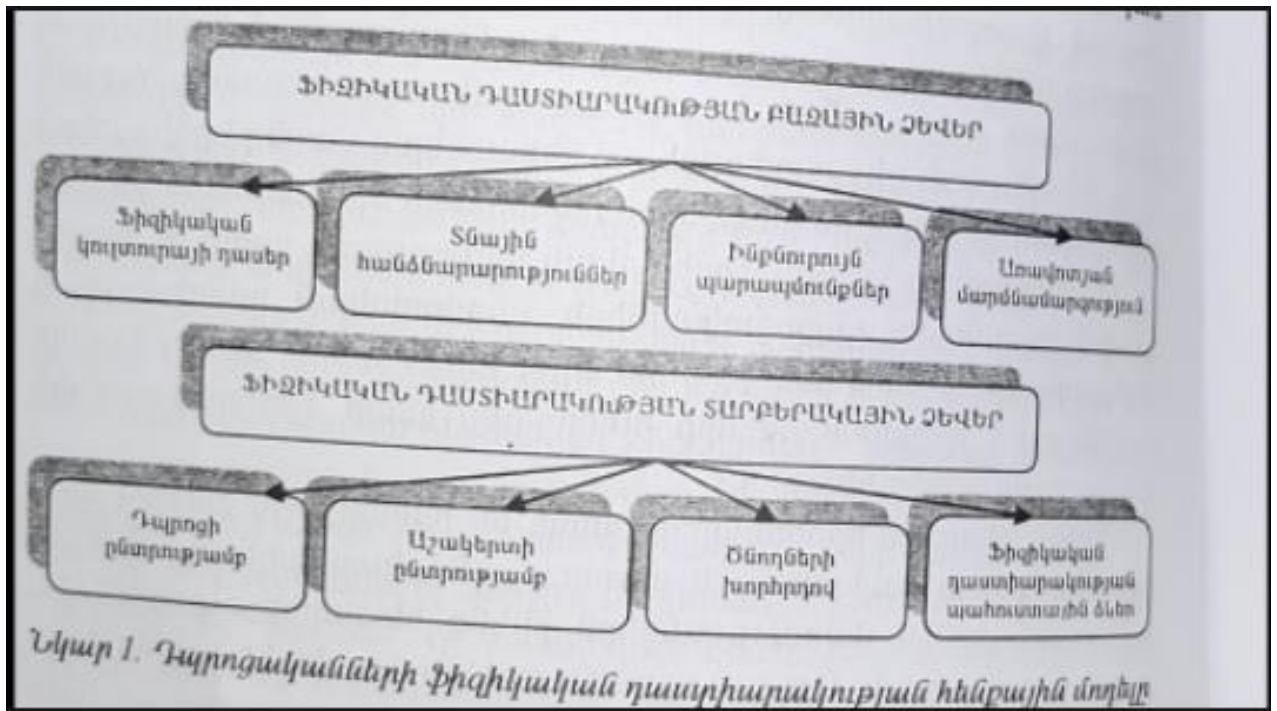 ՖԻԶԻԿԱԿԱՆ ԴԱՍՏԻԱՐԱԿՈՒԹՅԱՆ ԲԱԶԱՅԻՆ ՁԵՎԵՐ
Ֆիզիկական
կուլտուրայի դասեր
Տնային
հանձնարարություններ
Ինքնուրույն
պարապմունքներ
Առավոտյան
մարմնամարզություն
ՖԻԶԻԿԱԿԱՆ ԴԱՍՏԻԱՐԱԿՈՒԹՅԱՆ ՏԱՐԲԵՐԱԿԱՅԻՆ ՁԵՎԵՐ
Դպրոցի
ընտրությամբ
Աշակերտի
ընտրությամբ
Ծնողների
խորհրդով
Ֆիզիկական
դաստիարակության
պահուստային ձևեր
Նկար 1. Դպրոցականների ֆիզիկական դաստիարակության հենքային մոդելը